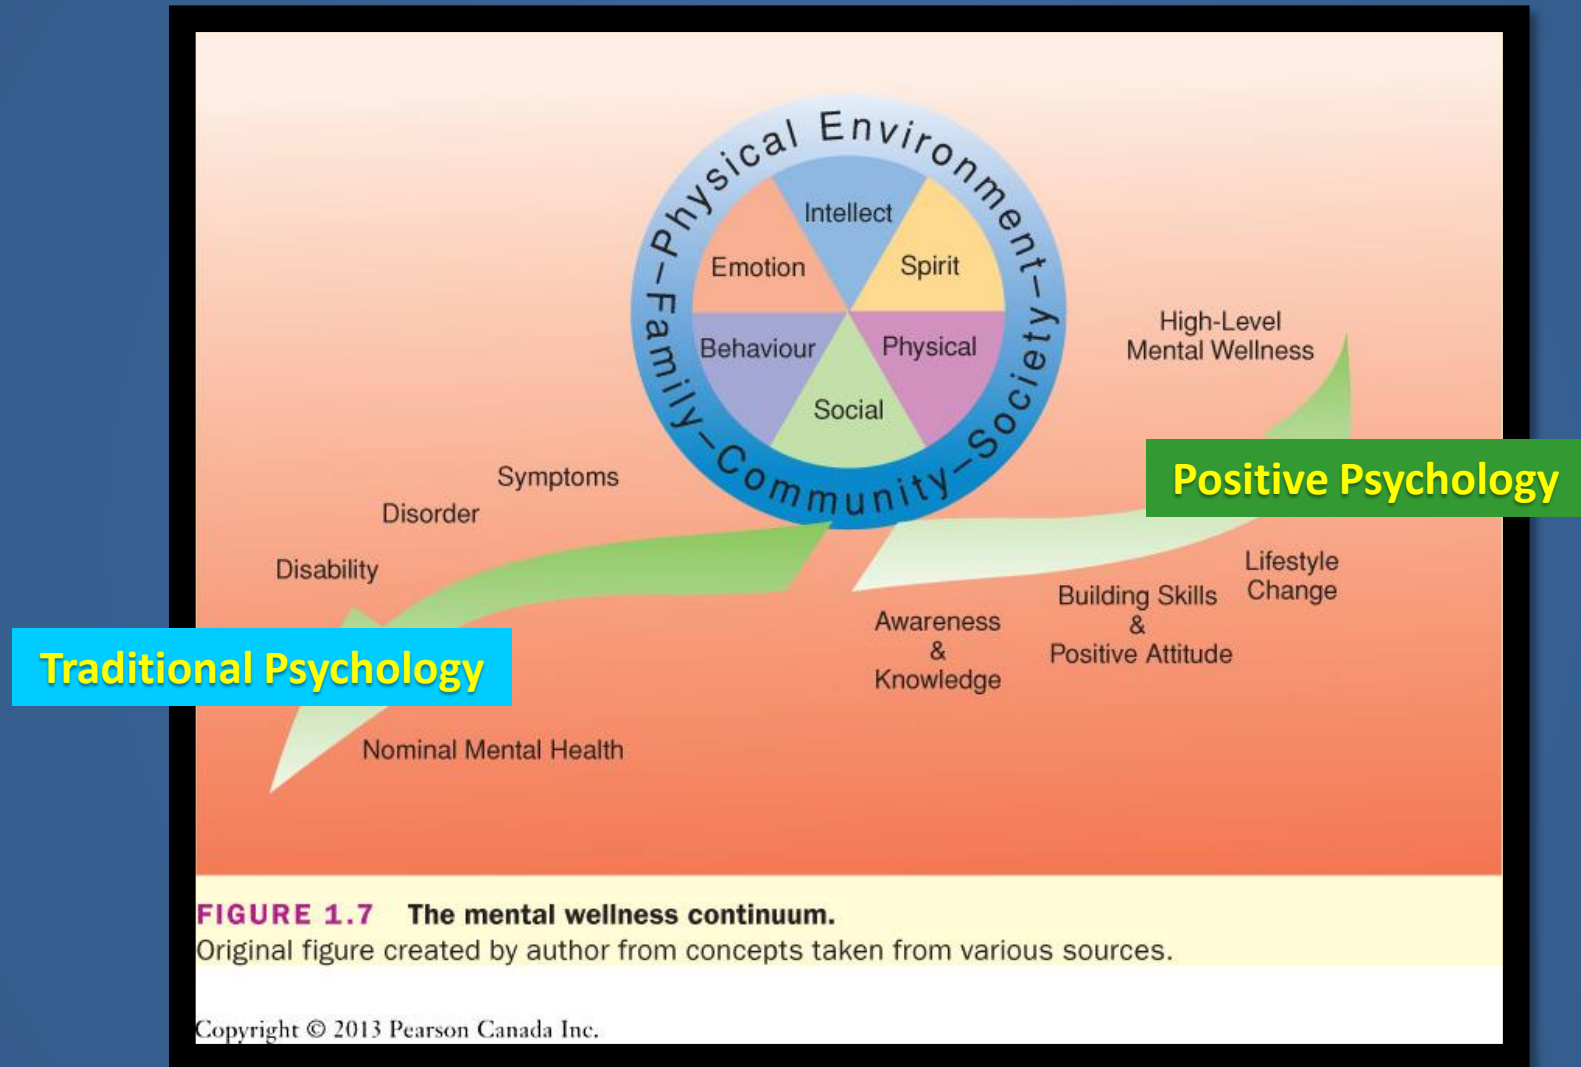 Physical Environment–Society–Community–Family–
Intellect
Emotion
Spirit
Behaviour
Physical
Social
High-Level
Mental Wellness
Positive Psychology
Symptoms
Disorder
Disability
Lifestyle
Change
Building Skills
&
Positive Attitude
Awareness
&
Knowledge
Traditional Psychology
Nominal Mental Health
FIGURE 1.7 The mental wellness continuum.
Original figure created by author from concepts taken from various sources.
Copyright © 2013 Pearson Canada Inc.